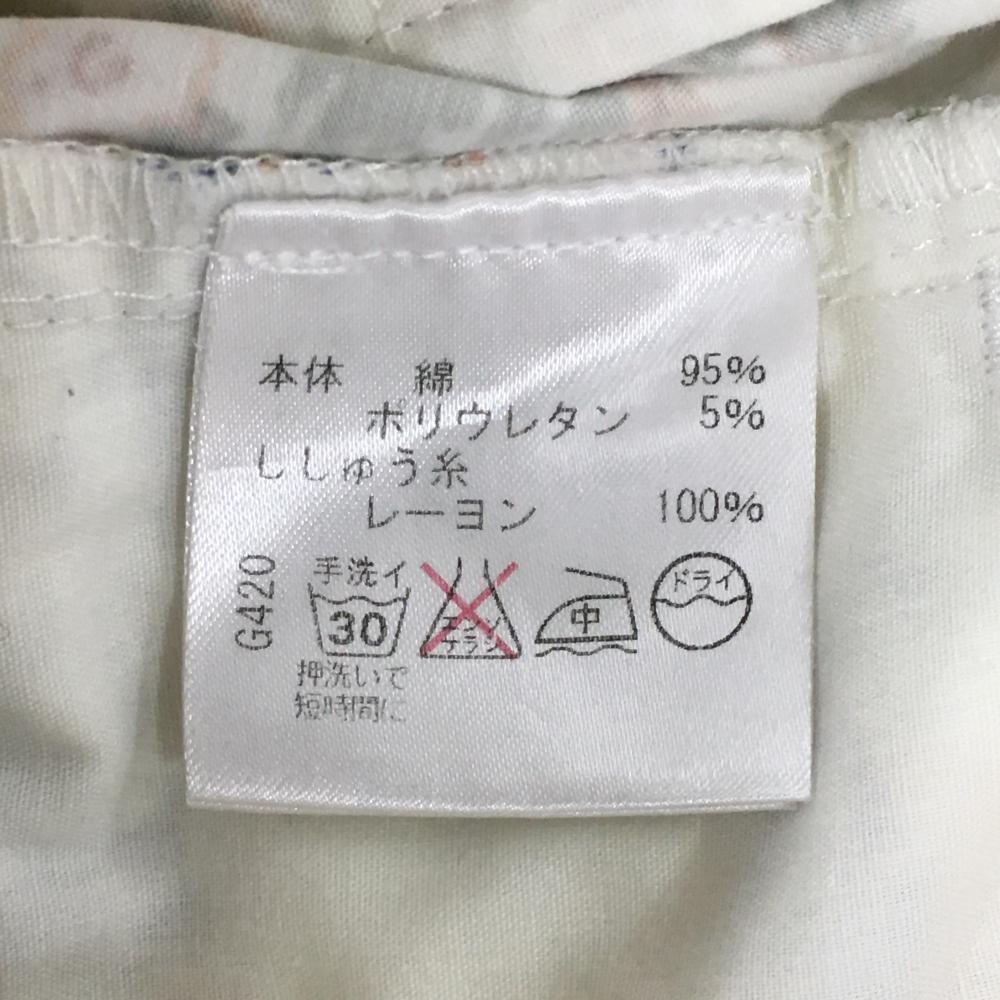 本体 綿 95%
ポリウレタン 5%
ししゅう糸
レーヨン 100%
G420
手洗イ
30
エンソ
サラシ
中
ドライ
押洗いで
短時間に